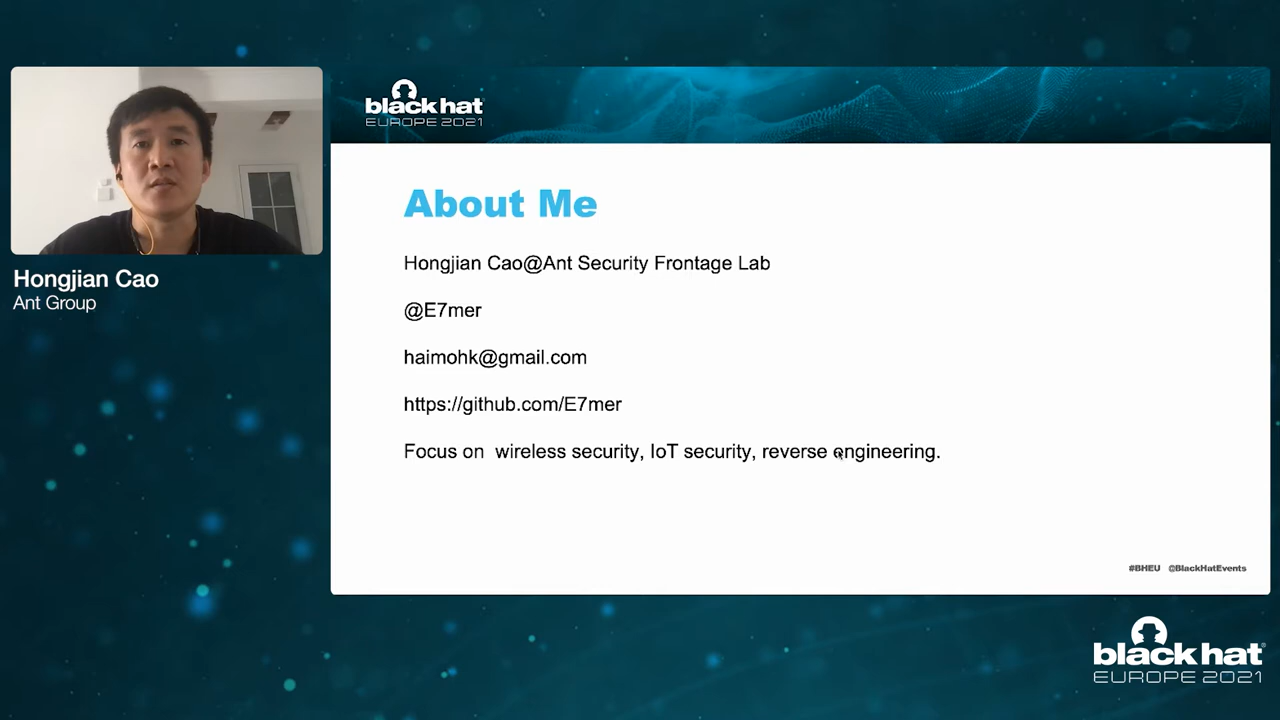 black hat
EUROPE 2021
Hongjian Cao
Ant Group
About Me
Hongjian Cao@Ant Security Frontage Lab
@E7mer
haimohk@gmail.com
https://github.com/E7mer
Focus on  wireless security, IoT security, reverse engineering.
#BHEU @BlackHatEvents
black hat®
EUROPE 2021